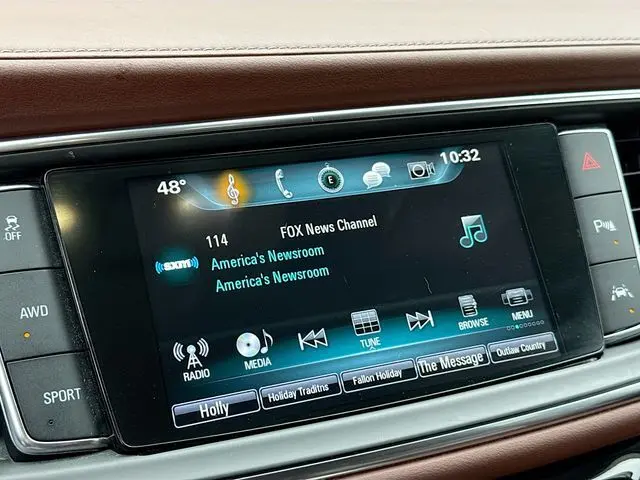 48°
E
10:32
114 FOX News Channel
((sxm))
America's Newsroom
America's Newsroom
OFF
AWD
SPORT
P
RADIO
MEDIA
TUNE
BROWSE
MENU
Holly
Holiday Traditns
Fallon Holiday
The Message
Outlaw Country